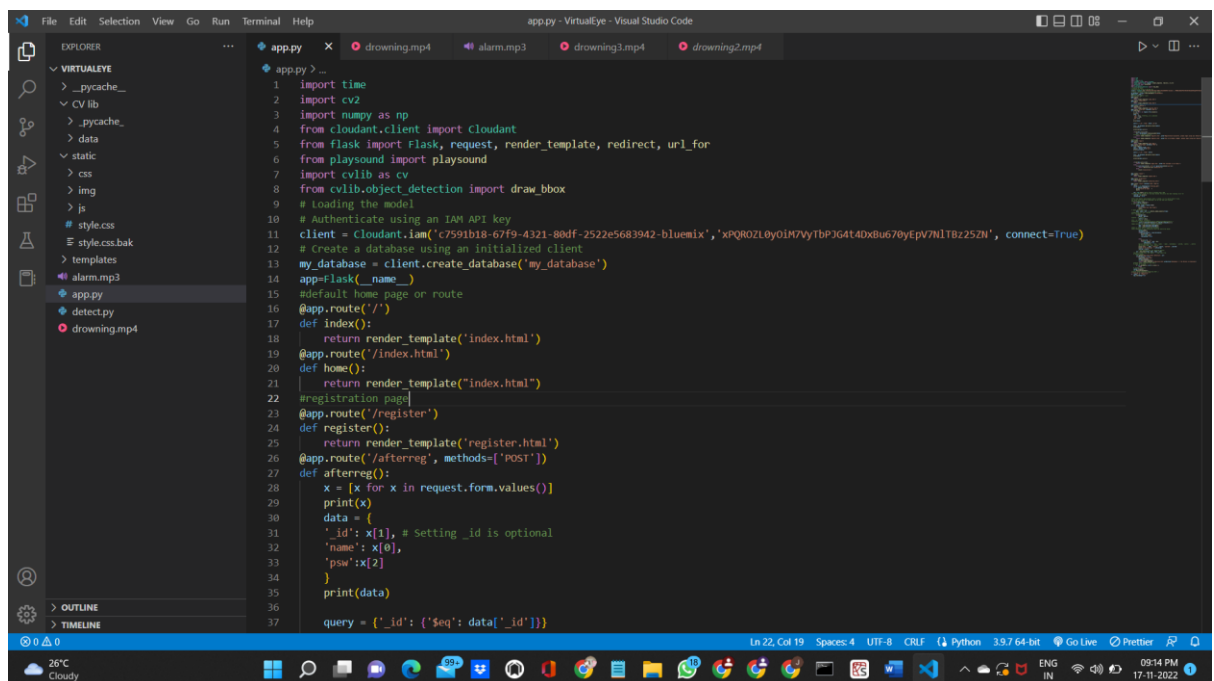 File Edit Selection View Go Run Terminal Help
app.py - VirtualEye - Visual Studio Code
EXPLORER
VIRTUALEYE
__pycache__
CV lib
_pycache_
data
static
css
img
js
# style.css
style.css.bak
templates
alarm.mp3
app.py
detect.py
drowning.mp4
OUTLINE
TIMELINE
app.py drowning.mp4 alarm.mp3 drowning3.mp4 drowning2.mp4
app.py > ...
1 import time
2 import cv2
3 import numpy as np
4 from cloudant.client import Cloudant
5 from flask import Flask, request, render_template, redirect, url_for
6 from playsound import playsound
7 import cvlib as cv
8 from cvlib.object_detection import draw_bbox
9 # Loading the model
10 # Authenticate using an IAM API key
11 client = Cloudant.iam('c7591b18-67f9-4321-80df-2522e5683942-bluemix','xPQROZL0yOiM7VyTbPJG4t4DxBu670yEpV7NlTBz25ZN', connect=True)
12 # Create a database using an initialized client
13 my_database = client.create_database('my_database')
14 app=Flask(__name__)
15 #default home page or route
16 @app.route('/')
17 def index():
18 return render_template('index.html')
19 @app.route('/index.html')
20 def home():
21 return render_template("index.html")
22 #registration page
23 @app.route('/register')
24 def register():
25 return render_template('register.html')
26 @app.route('/afterreg', methods=['POST'])
27 def afterreg():
28 x = [x for x in request.form.values()]
29 print(x)
30 data = {
31 '_id': x[1], # Setting _id is optional
32 'name': x[0],
33 'psw':x[2]
34 }
35 print(data)
36
37 query = {'_id': {'$eq': data['_id']}}
0 0
Ln 22, Col 19 Spaces: 4 UTF-8 CRLF Python 3.9.7 64-bit Go Live Prettier
26°C
Cloudy
99+
18
ENG
IN
09:14 PM
17-11-2022
1